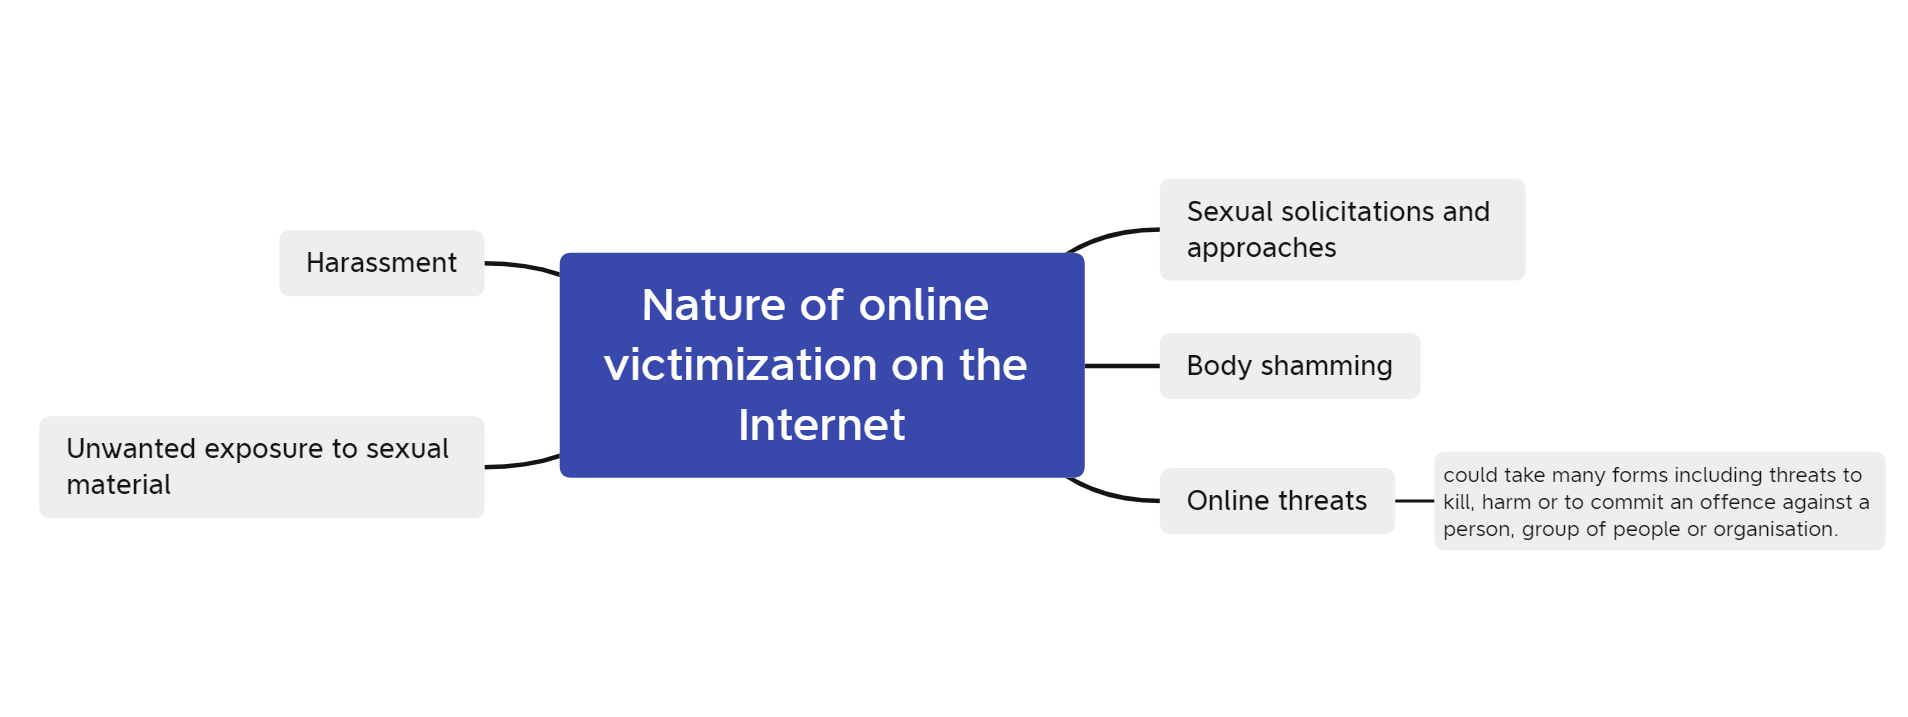 Nature of online
victimization on the
Internet
Harassment
Unwanted exposure to sexual
material
Sexual solicitations and
approaches
Body shamming
Online threats
could take many forms including threats to
kill, harm or to commit an offence against a
person, group of people or organisation.